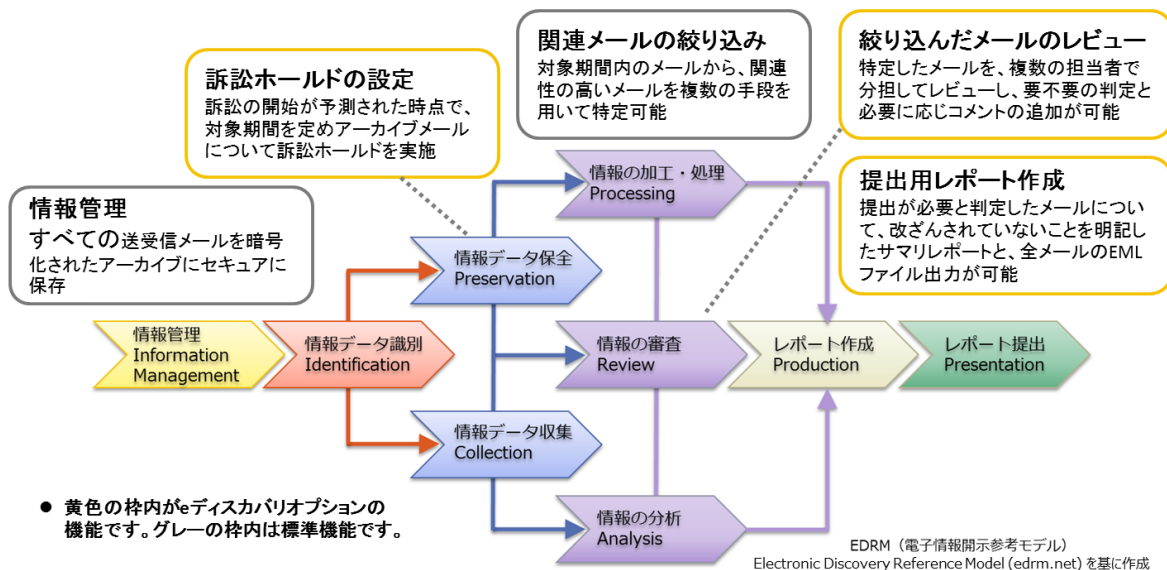 関連メールの絞り込み
対象期間内のメールから、関連
性の高いメールを複数の手段
を用いて特定可能
絞り込んだメールのレビュー
特定したメールを、複数の担当者で
分担してレビューし、要不要の判定と
必要に応じコメントの追加が可能
訴訟ホールドの設定
訴訟の開始が予測された時点で、
対象期間を定めアーカイブメール
について訴訟ホールドを実施
提出用レポート作成
提出が必要と判定したメールについ
て、改ざんされていないことを明記し
たサマリレポートと、全メールのEML
ファイル出力が可能
情報管理
すべての送受信メールを暗号
化されたアーカイブにセキュアに
保存
情報の加工・処理
Processing
情報データ保全
Preservation
情報管理
Information
Management
情報データ識別
Identification
情報の審査
Review
レポート作成
Production
レポート提出
Presentation
情報データ収集
Collection
情報の分析
Analysis
● 黄色の枠内がeディスカバリオプションの
機能です。グレーの枠内は標準機能です。
EDRM(電子情報開示参考モデル)
Electronic Discovery Reference Model (edrm.net) を基に作成